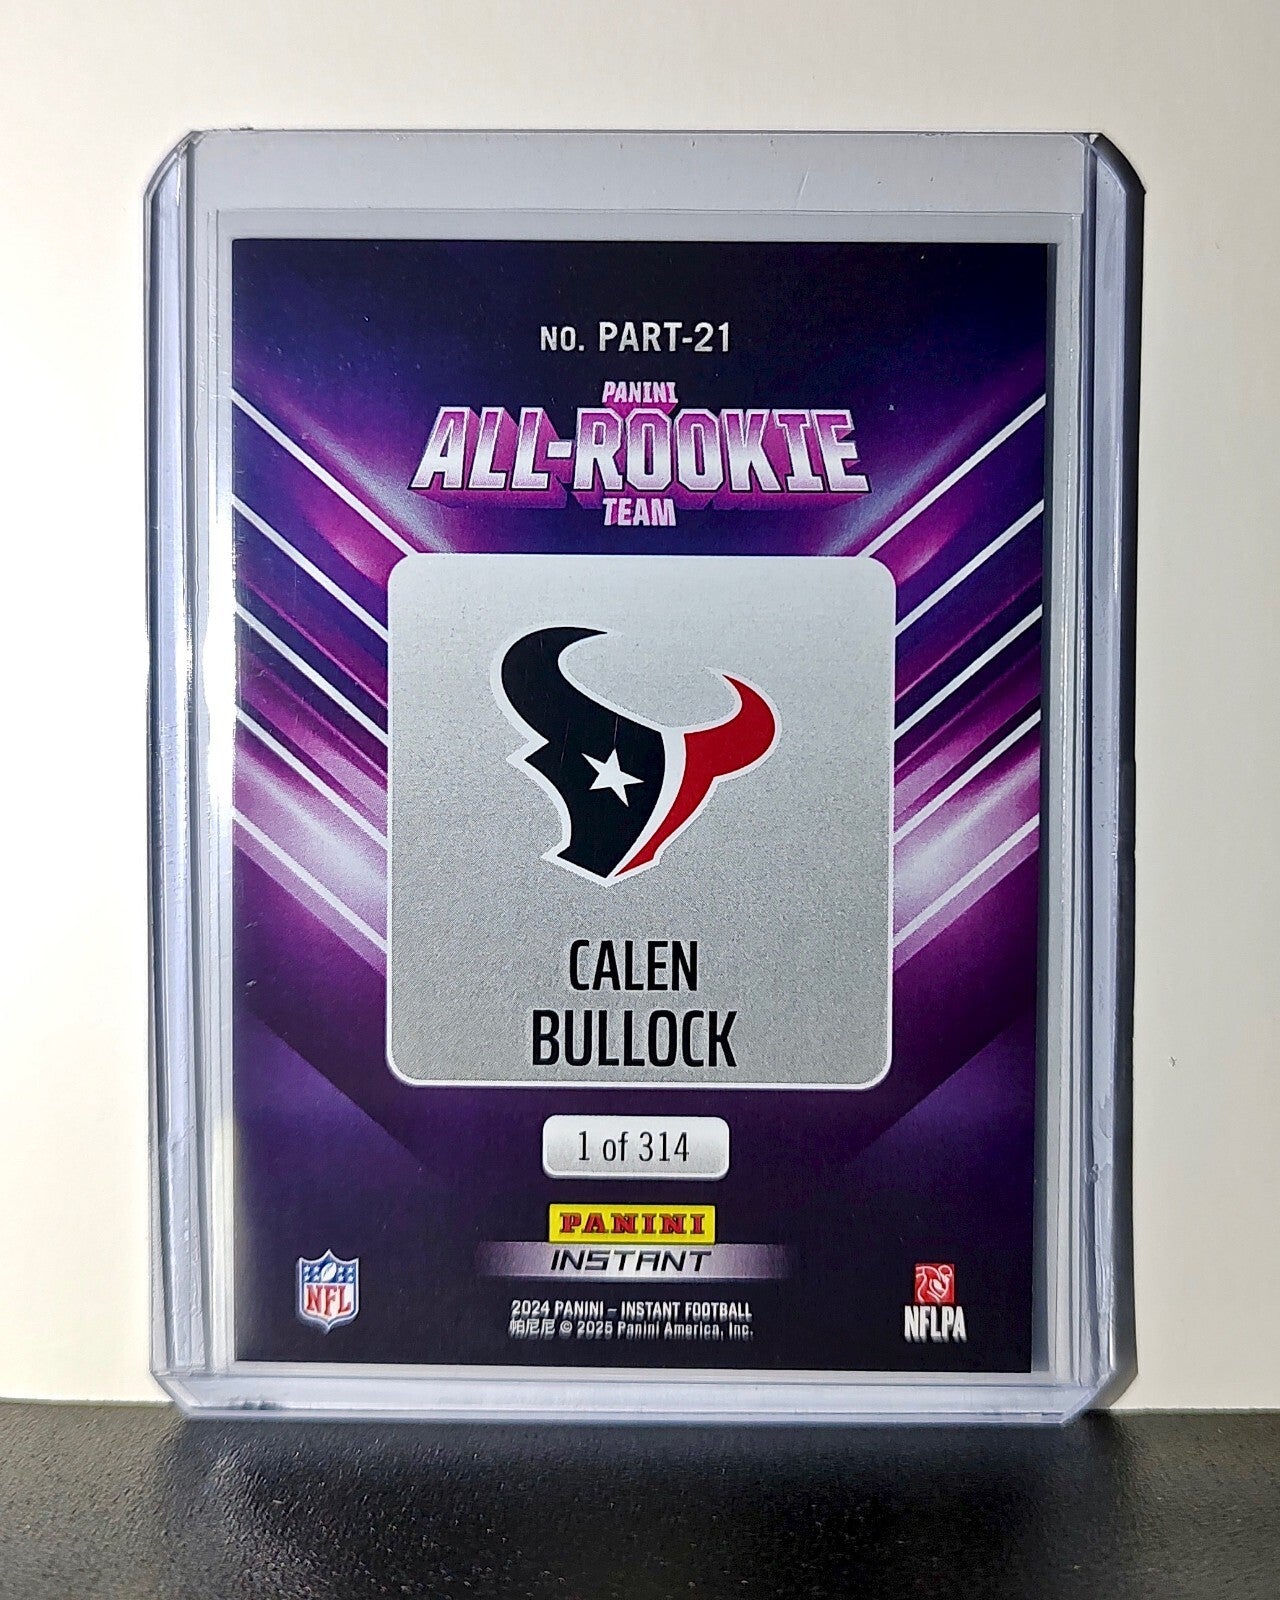 NO. PART-21
PANINI
ALL-ROOKIE
TEAM
CALEN
BULLOCK
1 of 314
PANINI
INSTANT
NFL
2024 PANINI – INSTANT FOOTBALL
帕尼尼 © 2025 Panini America, Inc.
NFLPA